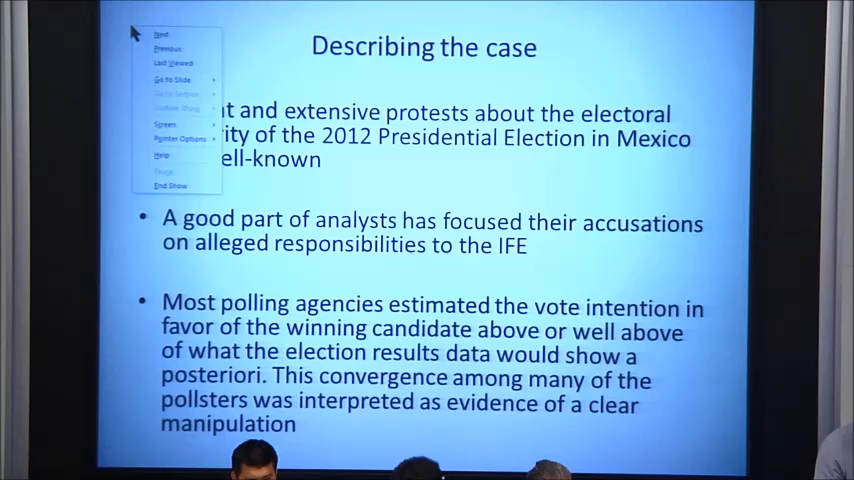 Describing the case
Next
Previous
Last Viewed
Go to Slide
Screen
Pointer Options
Help
Pause
End Show
nt and extensive protests about the electoral
rity of the 2012 Presidential Election in Mexico
ell-known
• A good part of analysts has focused their accusations
on alleged responsibilities to the IFE
• Most polling agencies estimated the vote intention in
favor of the winning candidate above or well above
of what the election results data would show a
posteriori. This convergence among many of the
pollsters was interpreted as evidence of a clear
manipulation